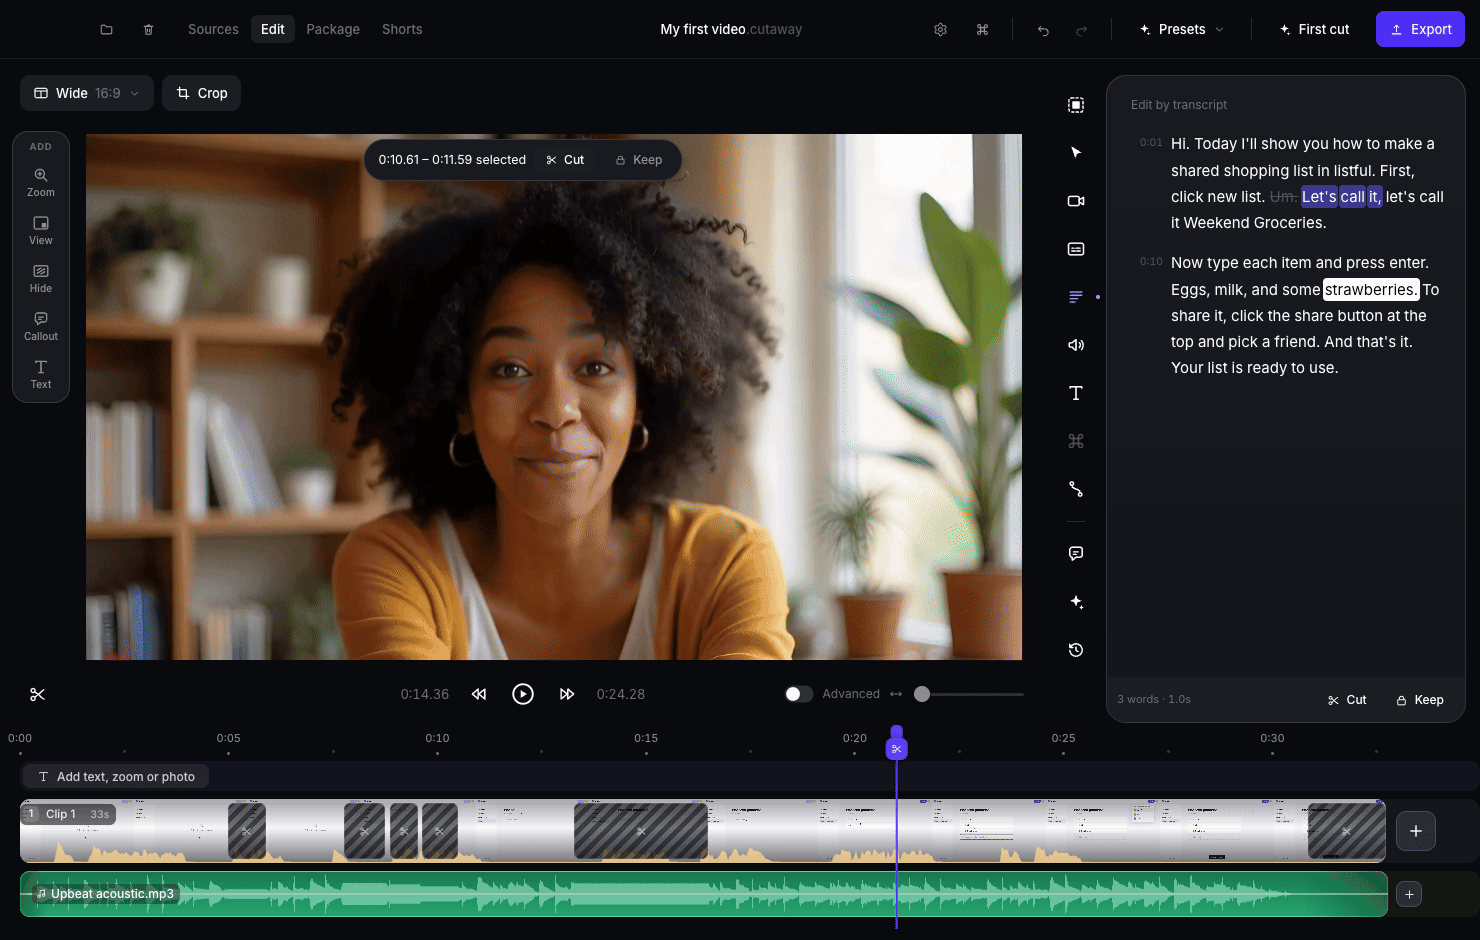 Sources Edit Package Shorts
My first video.cutaway
Presets First cut Export
Wide 16:9 Crop
ADD
Zoom
View
Hide
Callout
Text
0:10.61 – 0:11.59 selected Cut Keep
Edit by transcript
0:01 Hi. Today I'll show you how to make a
shared shopping list in listful. First,
click new list. Um. Let's call it, let's call
it Weekend Groceries.
0:10 Now type each item and press enter.
Eggs, milk, and some strawberries. To
share it, click the share button at the
top and pick a friend. And that's it.
Your list is ready to use.
3 words · 1.0s Cut Keep
0:14.36 0:24.28 Advanced
0:00 0:05 0:10 0:15 0:20 0:25 0:30
Add text, zoom or photo
1 Clip 1 33s
Upbeat acoustic.mp3